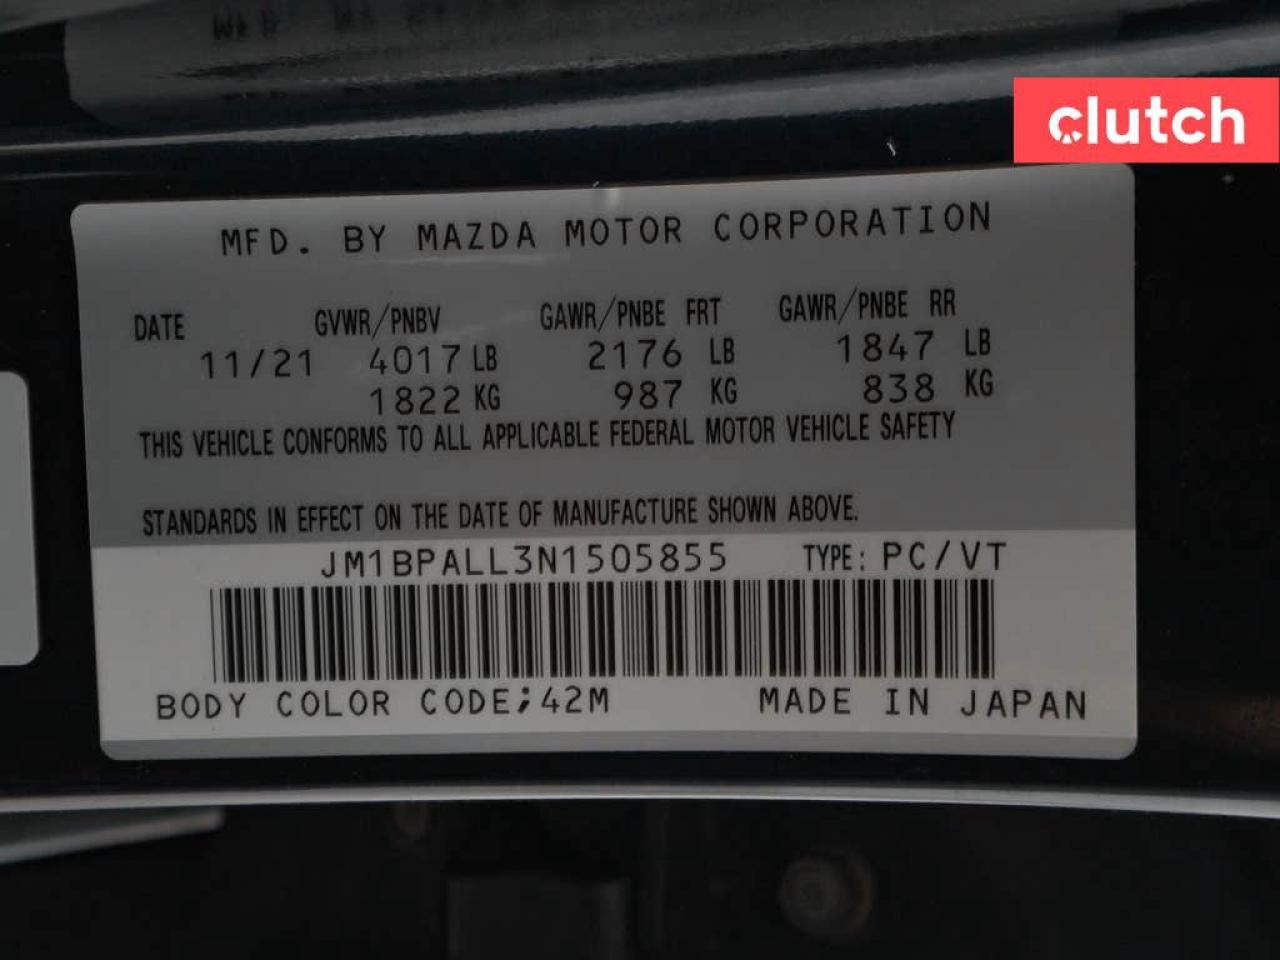 clutch
MFD. BY MAZDA MOTOR CORPORATION
DATE GVWR/PNBV GAWR/PNBE FRT GAWR/PNBE RR
11/21 4017 LB 2176 LB 1847 LB
1822 KG 987 KG 838 KG
THIS VEHICLE CONFORMS TO ALL APPLICABLE FEDERAL MOTOR VEHICLE SAFETY
STANDARDS IN EFFECT ON THE DATE OF MANUFACTURE SHOWN ABOVE.
JM1BPALL3N1505855 TYPE: PC/VT
BODY COLOR CODE;42M MADE IN JAPAN